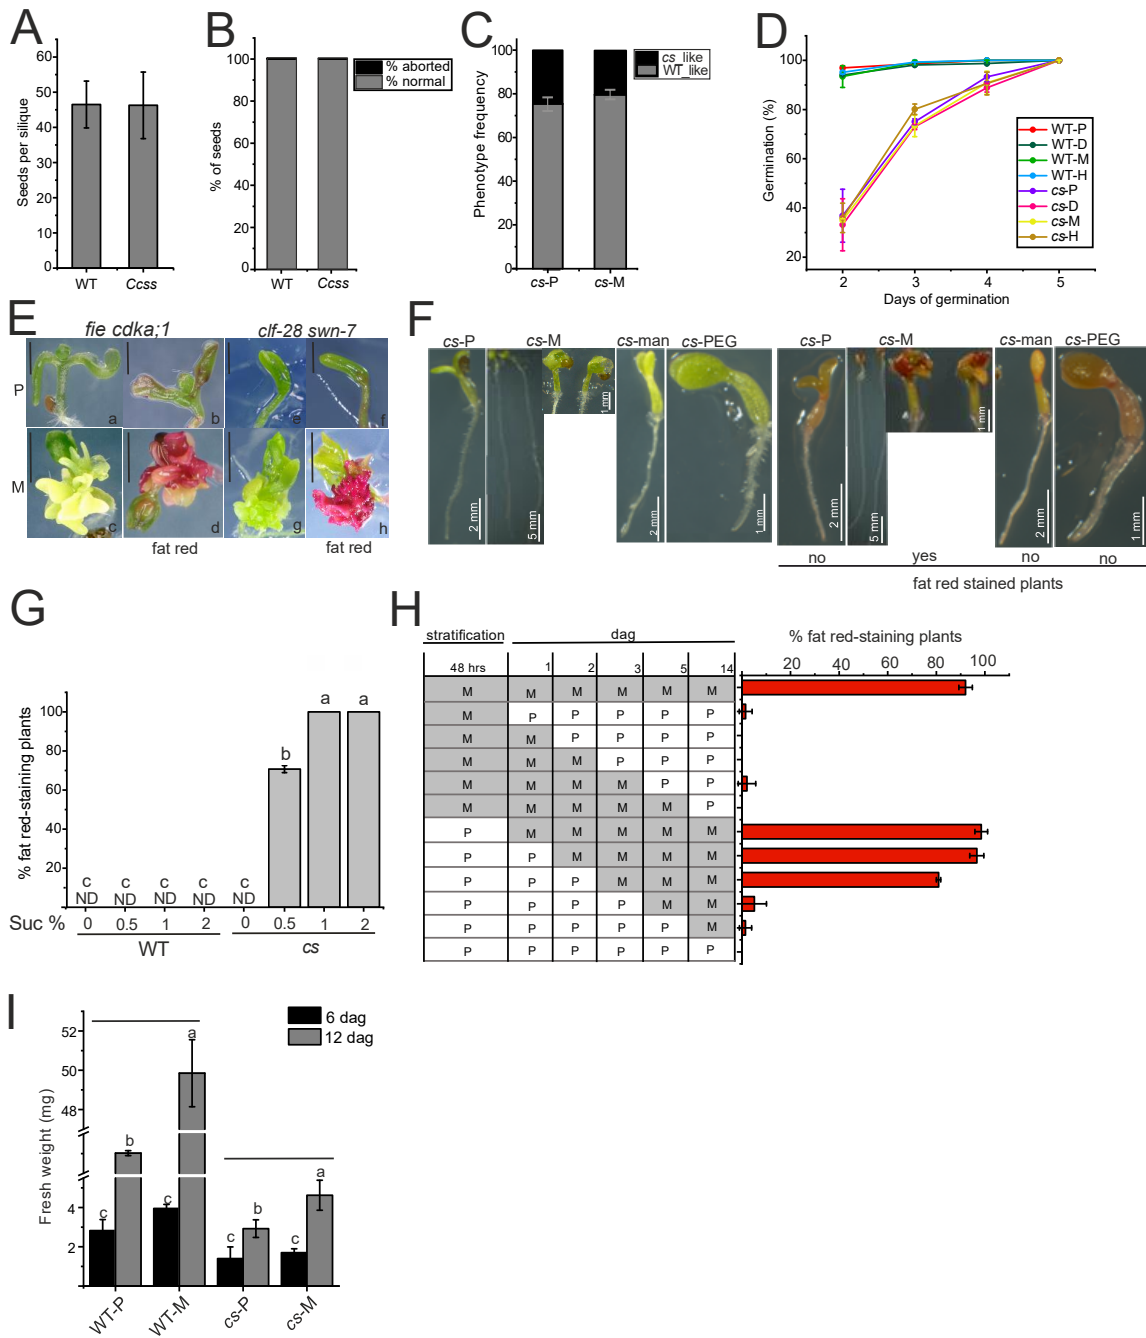 A
Seeds per silique
60
50
40
30
20
10
0
WT
Ccss
B
% of seeds
100
80
60
40
20
0
WT
Ccss
% aborted
% normal
C
Phenotype frequency
100
80
60
40
20
0
cs-P
cs-M
cs_like
WT_like
D
Germination (%)
100
80
60
40
20
2 3 4 5
Days of germination
WT-P
WT-D
WT-M
WT-H
cs-P
cs-D
cs-M
cs-H
E
fie cdka;1 clf-28 swn-7
P
a b e f
M
c d g h
fat red fat red
F
cs-P cs-M cs-man cs-PEG cs-P cs-M cs-man cs-PEG
1 mm 1 mm
2 mm 5 mm 2 mm 1 mm 2 mm 5 mm 2 mm 1 mm
no yes no no
fat red stained plants
G
% fat red-staining plants
100
80
60
40
20
a a
b
c c c c c
ND ND ND ND ND
Suc % 0 0.5 1 2 0 0.5 1 2
WT cs
H
stratification dag % fat red-staining plants
20 40 60 80 100
48 hrs 1 2 3 5 14
M M M M M M
M P P P P P
M M P P P P
M M M P P P
M M M M P P
M M M M M P
P M M M M M
P P M M M M
P P P M M M
P P P P M M
P P P P P M
P P P P P P
I
6 dag
12 dag
Fresh weight (mg)
52
50
48
4
2
c b c a c b c a
WT-P WT-M cs-P cs-M